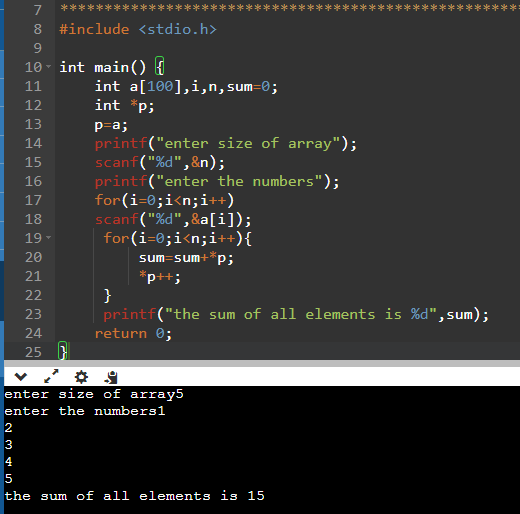 7 ****************************************************
8 #include <stdio.h>
9
10 int main() {
11 int a[100],i,n,sum=0;
12 int *p;
13 p=a;
14 printf("enter size of array");
15 scanf("%d",&n);
16 printf("enter the numbers");
17 for(i=0;i<n;i++)
18 scanf("%d",&a[i]);
19 for(i=0;i<n;i++){
20 sum=sum+*p;
21 *p++;
22 }
23 printf("the sum of all elements is %d",sum);
24 return 0;
25 }
enter size of array5
enter the numbers1
2
3
4
5
the sum of all elements is 15